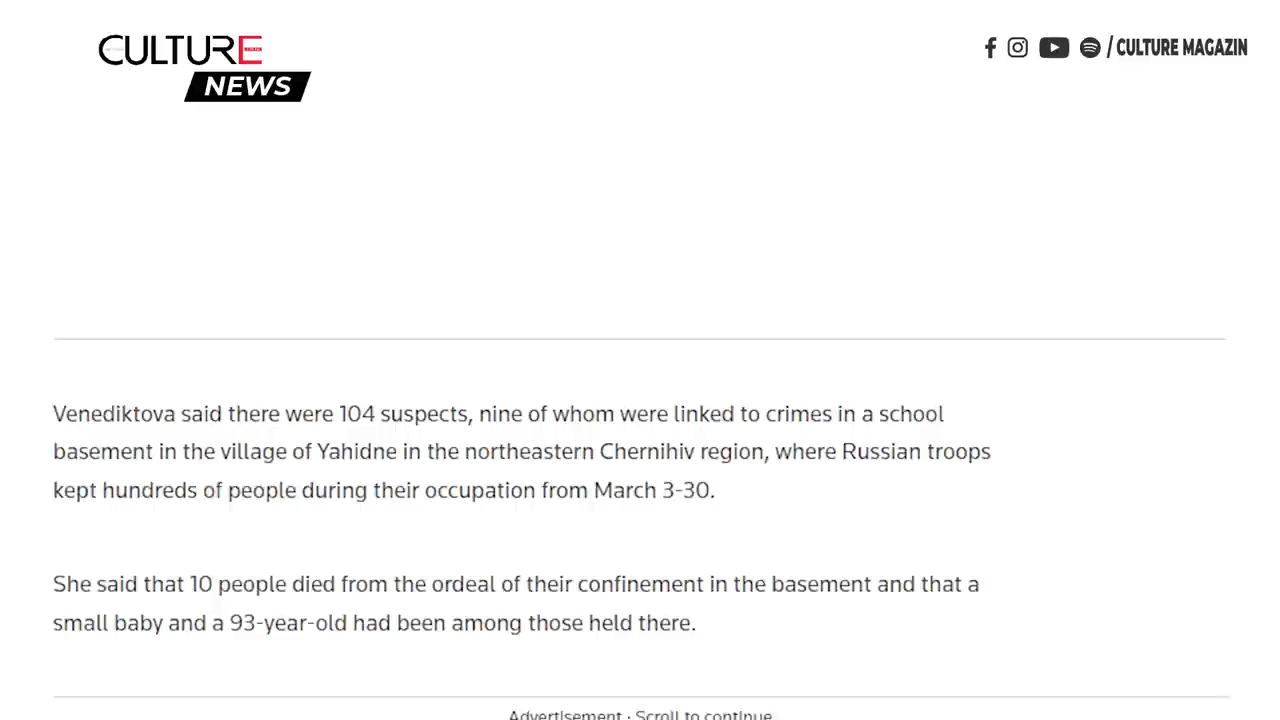 CULTURE
NEWS
/ CULTURE MAGAZIN
Venediktova said there were 104 suspects, nine of whom were linked to crimes in a school
basement in the village of Yahidne in the northeastern Chernihiv region, where Russian troops
kept hundreds of people during their occupation from March 3-30.
She said that 10 people died from the ordeal of their confinement in the basement and that a
small baby and a 93-year-old had been among those held there.
Advertisement · Scroll to continue